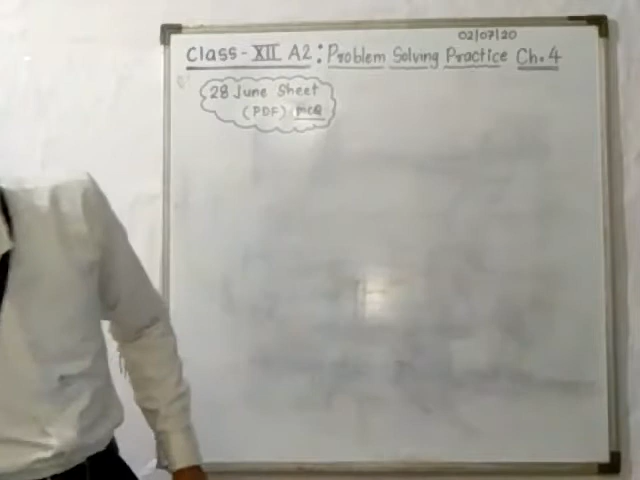 02/07/20
Class - XII A2 : Problem Solving Practice Ch. 4
28 June Sheet
(PDF) MCQ